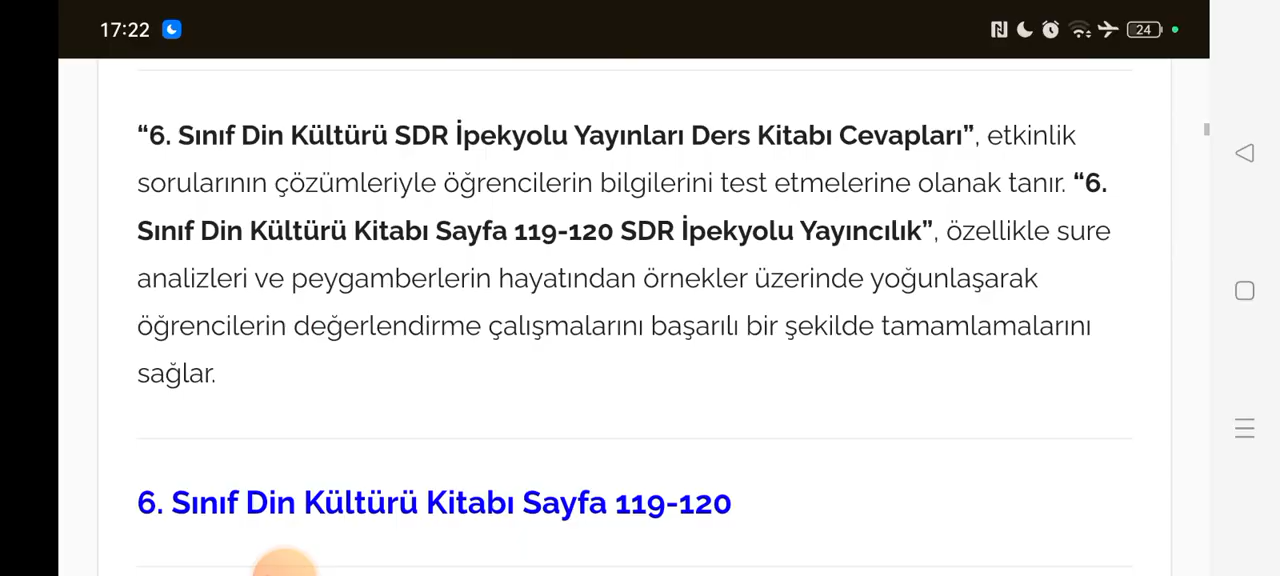 17:22
24
“6. Sınıf Din Kültürü SDR İpekyolu Yayınları Ders Kitabı Cevapları”, etkinlik
sorularının çözümleriyle öğrencilerin bilgilerini test etmelerine olanak tanır. “6.
Sınıf Din Kültürü Kitabı Sayfa 119-120 SDR İpekyolu Yayıncılık”, özellikle sure
analizleri ve peygamberlerin hayatından örnekler üzerinde yoğunlaşarak
öğrencilerin değerlendirme çalışmalarını başarılı bir şekilde tamamlamalarını
sağlar.
6. Sınıf Din Kültürü Kitabı Sayfa 119-120